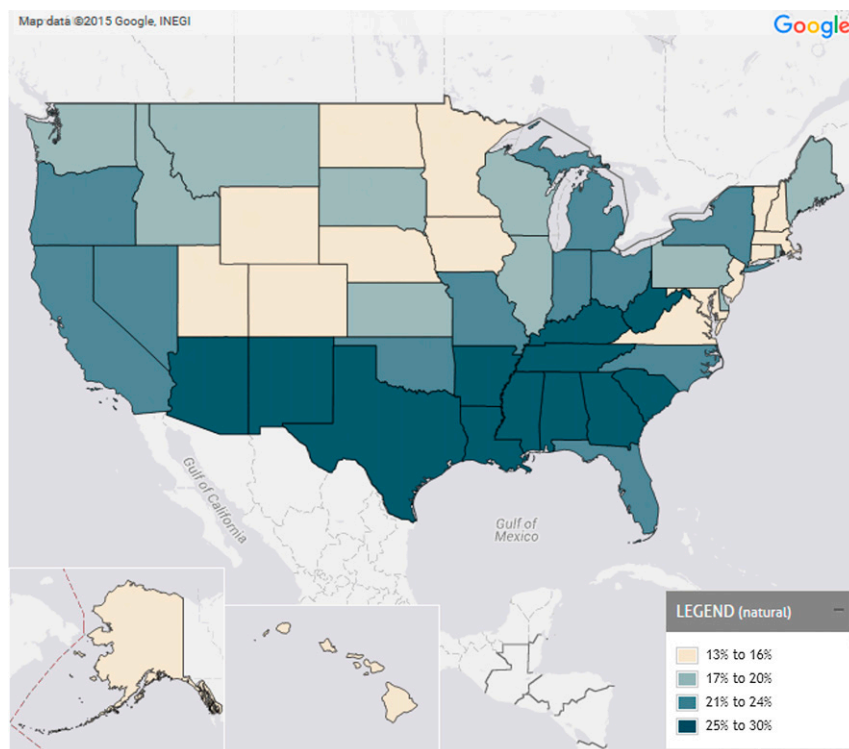 Map data ©2015 Google, INEGI
Google
Gulf of California
Gulf of
Mexico
LEGEND (natural)
13% to 16%
17% to 20%
21% to 24%
25% to 30%